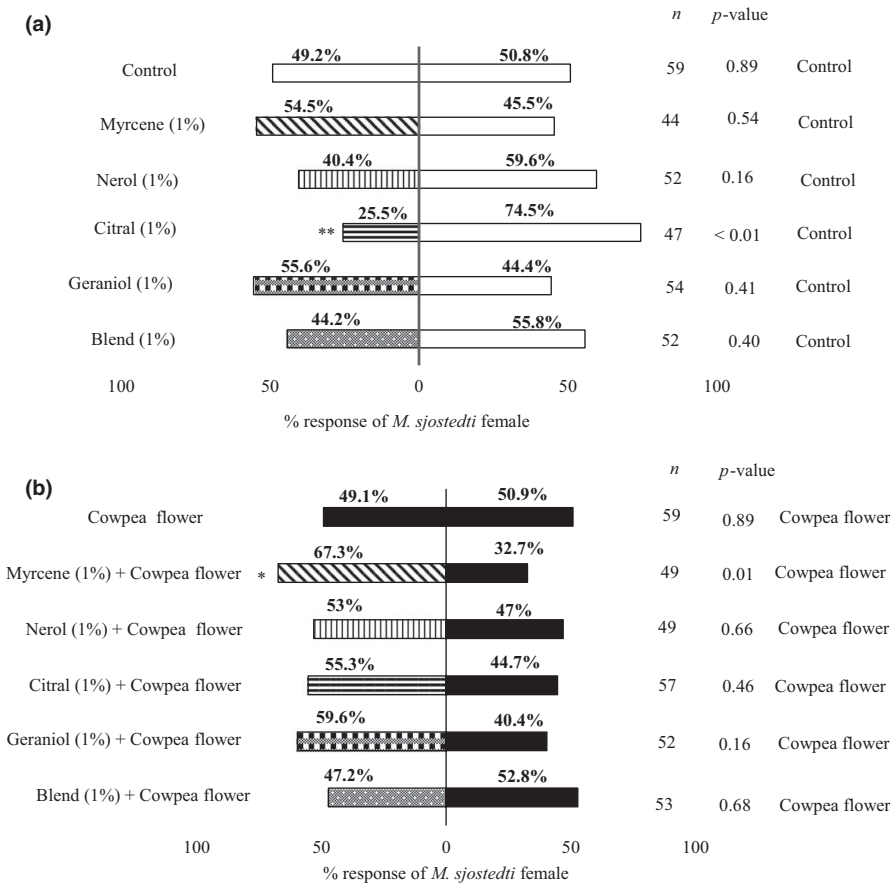 (a)
n p-value
Control 49.2% 50.8% 59 0.89 Control
Myrcene (1%) 54.5% 45.5% 44 0.54 Control
Nerol (1%) 40.4% 59.6% 52 0.16 Control
Citral (1%) ** 25.5% 74.5% 47 < 0.01 Control
Geraniol (1%) 55.6% 44.4% 54 0.41 Control
Blend (1%) 44.2% 55.8% 52 0.40 Control
100 50 0 50 100
% response of M. sjostedti female
(b)
n p-value
Cowpea flower 49.1% 50.9% 59 0.89 Cowpea flower
Myrcene (1%) + Cowpea flower * 67.3% 32.7% 49 0.01 Cowpea flower
Nerol (1%) + Cowpea flower 53% 47% 49 0.66 Cowpea flower
Citral (1%) + Cowpea flower 55.3% 44.7% 57 0.46 Cowpea flower
Geraniol (1%) + Cowpea flower 59.6% 40.4% 52 0.16 Cowpea flower
Blend (1%) + Cowpea flower 47.2% 52.8% 53 0.68 Cowpea flower
100 50 0 50 100
% response of M. sjostedti female